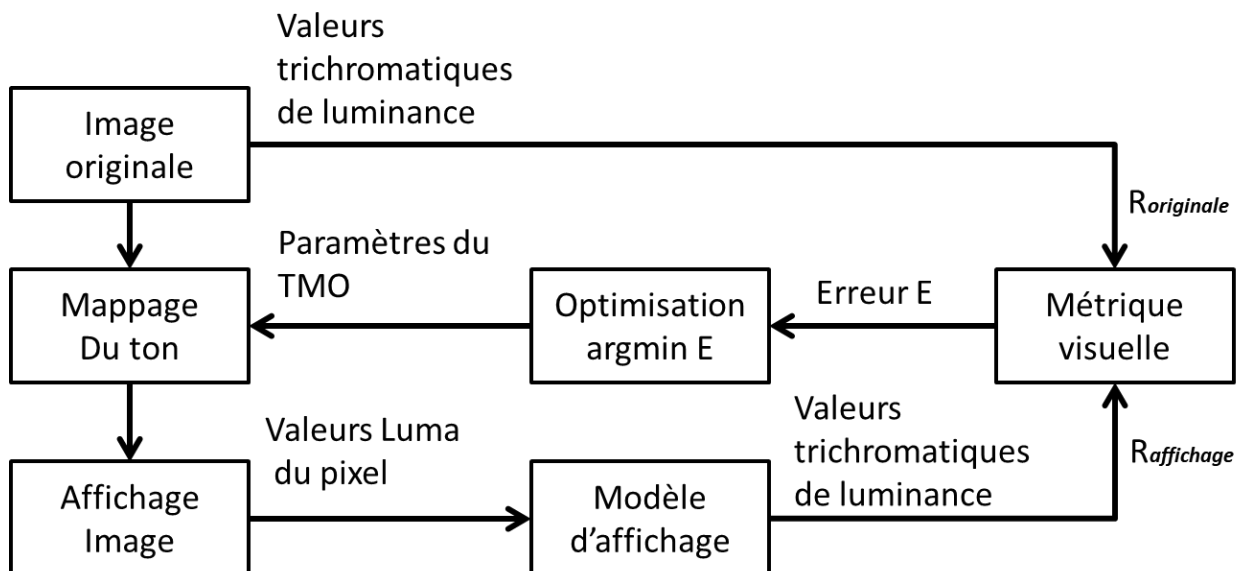 Valeurs
trichromatiques
de luminance
Image
originale
Roriginale
Paramètres du
TMO
Mappage
Du ton
Optimisation
argmin E
Erreur E
Métrique
visuelle
Valeurs Luma
du pixel
Valeurs
trichromatiques
de luminance
Raffichage
Affichage
Image
Modèle
d’affichage